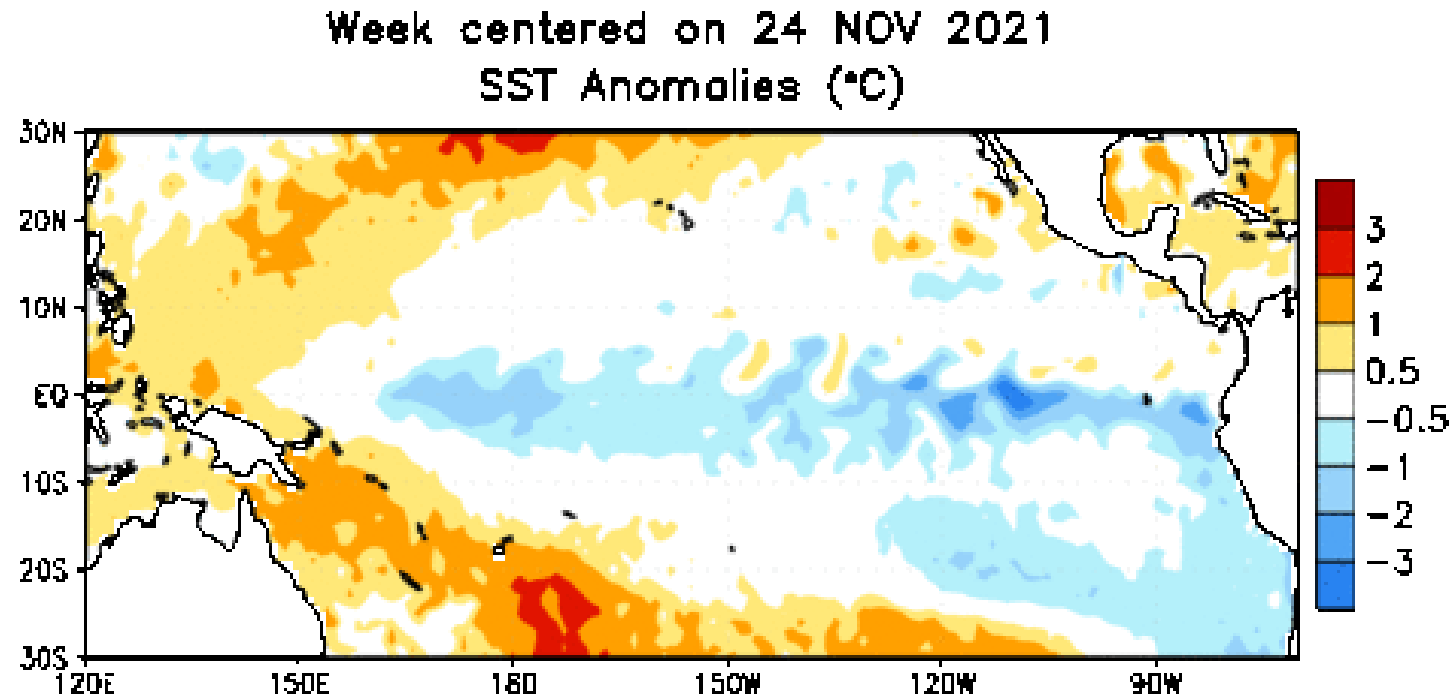 Week centered on 24 NOV 2021
SST Anomalies (°C)
30N
20N
10N
EQ
10S
20S
30S
120E 150E 180 150W 120W 90W
3
2
1
0.5
-0.5
-1
-2
-3